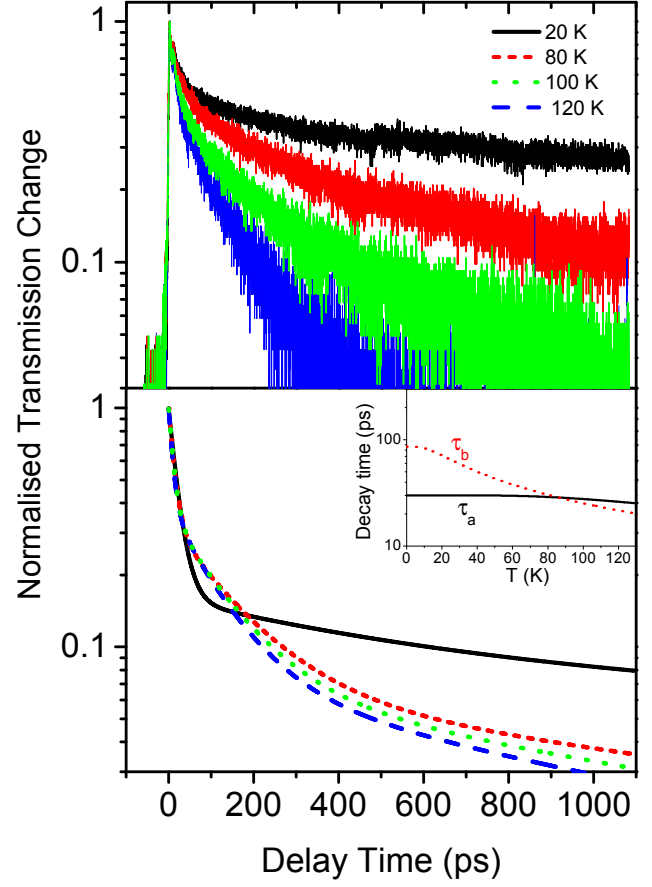 1
20 K
80 K
100 K
120 K
0.1
Normalised Transmission Change
1
100
10
Decay time (ps)
τb
τa
0 20 40 60 80 100 120
T (K)
0.1
0 200 400 600 800 1000
Delay Time (ps)